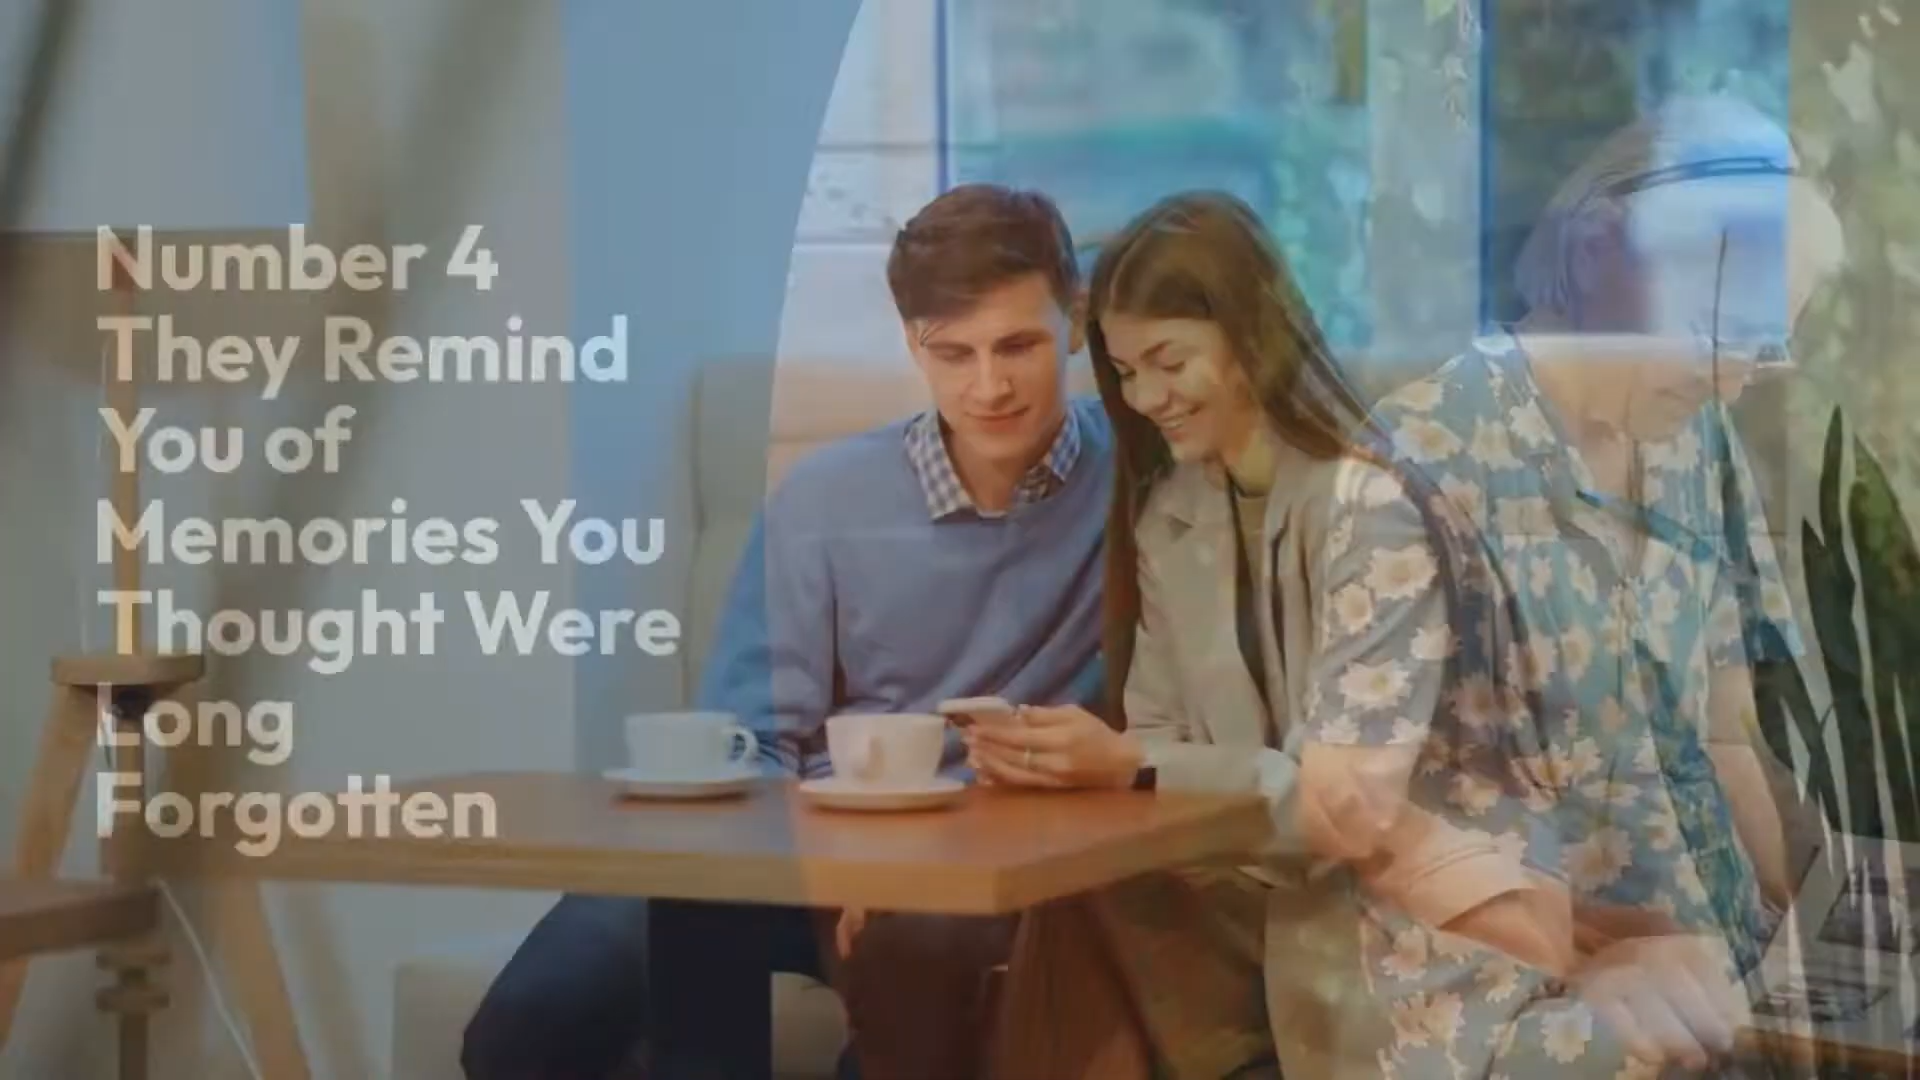 Number 4
They Remind
You of
Memories You
Thought Were
Long
Forgotten